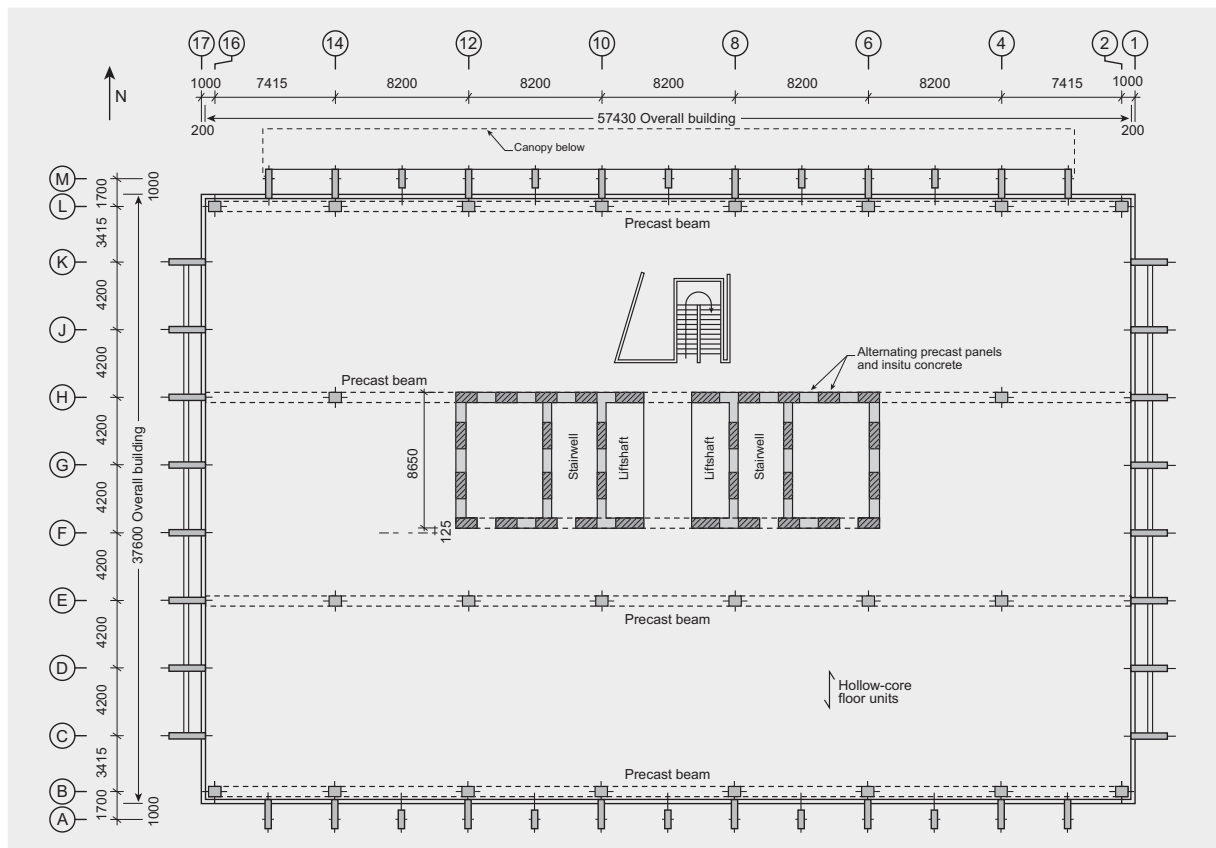 17
16
14
12
10
8
6
4
2
1
1000
7415
8200
8200
8200
8200
8200
7415
1000
N
57430 Overall building
200
200
Canopy below
M
L
K
J
H
G
F
E
D
C
B
A
1000
1700
3415
4200
4200
4200
4200
4200
4200
4200
3415
1700
1000
37600 Overall building
Precast beam
Precast beam
Alternating precast panels
and insitu concrete
8650
125
Stairwell
Liftshaft
Liftshaft
Stairwell
Precast beam
Hollow-core
floor units
Precast beam